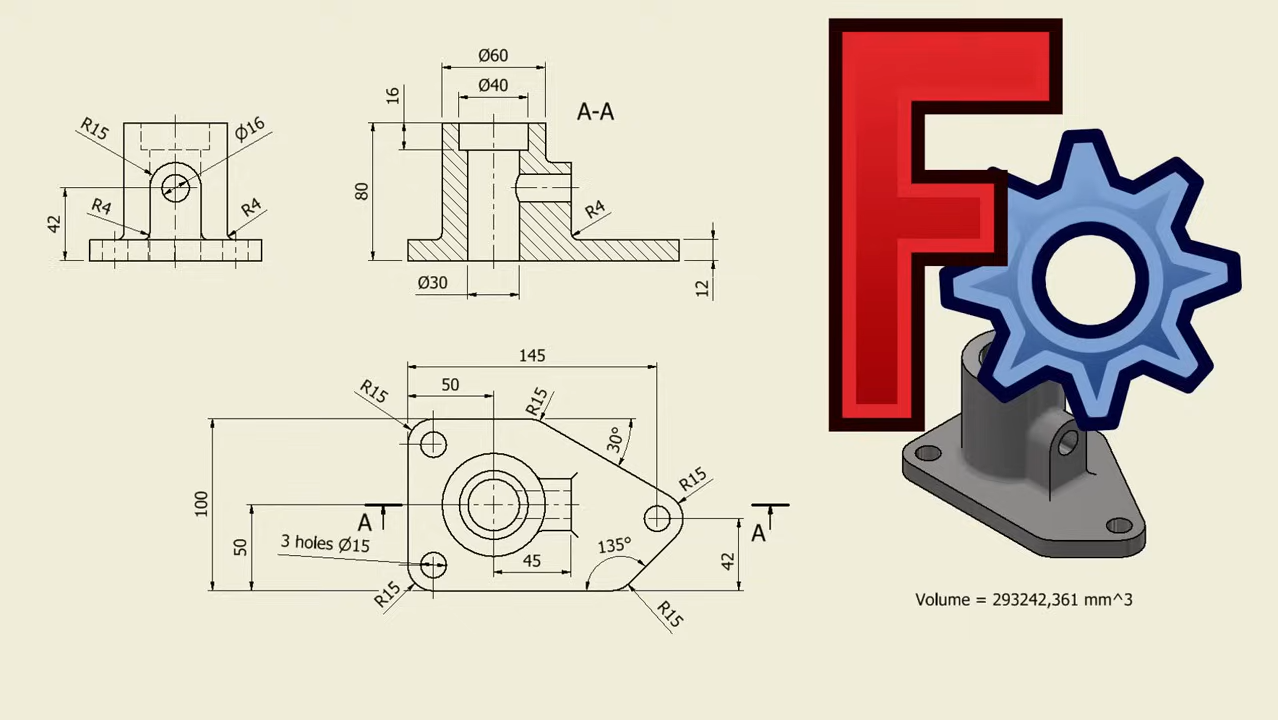 R15
Ø16
R4
R4
42
Ø60
Ø40
16
A-A
80
R4
Ø30
12
145
50
R15
R15
30°
R15
100
50
A
3 holes Ø15
135°
45
42
A
R15
R15
F
Volume = 293242,361 mm^3